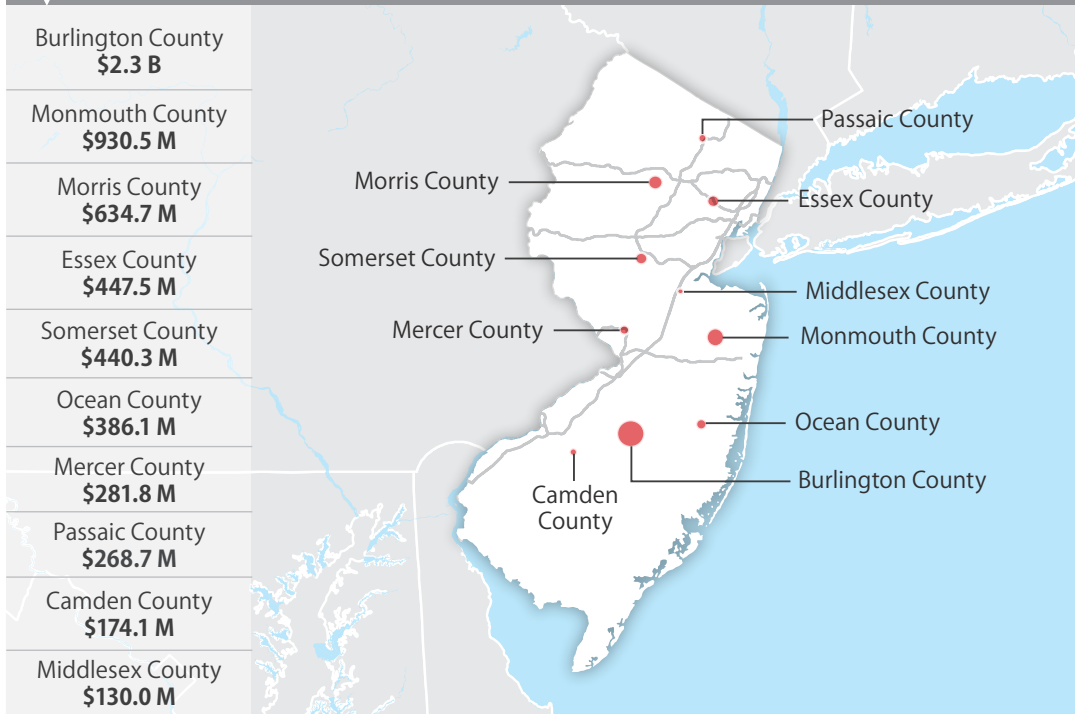 Burlington County
$2.3 B
Monmouth County
$930.5 M
Morris County
$634.7 M
Essex County
$447.5 M
Somerset County
$440.3 M
Ocean County
$386.1 M
Mercer County
$281.8 M
Passaic County
$268.7 M
Camden County
$174.1 M
Middlesex County
$130.0 M
Passaic County
Morris County
Essex County
Somerset County
Middlesex County
Mercer County
Monmouth County
Ocean County
Burlington County
Camden
County